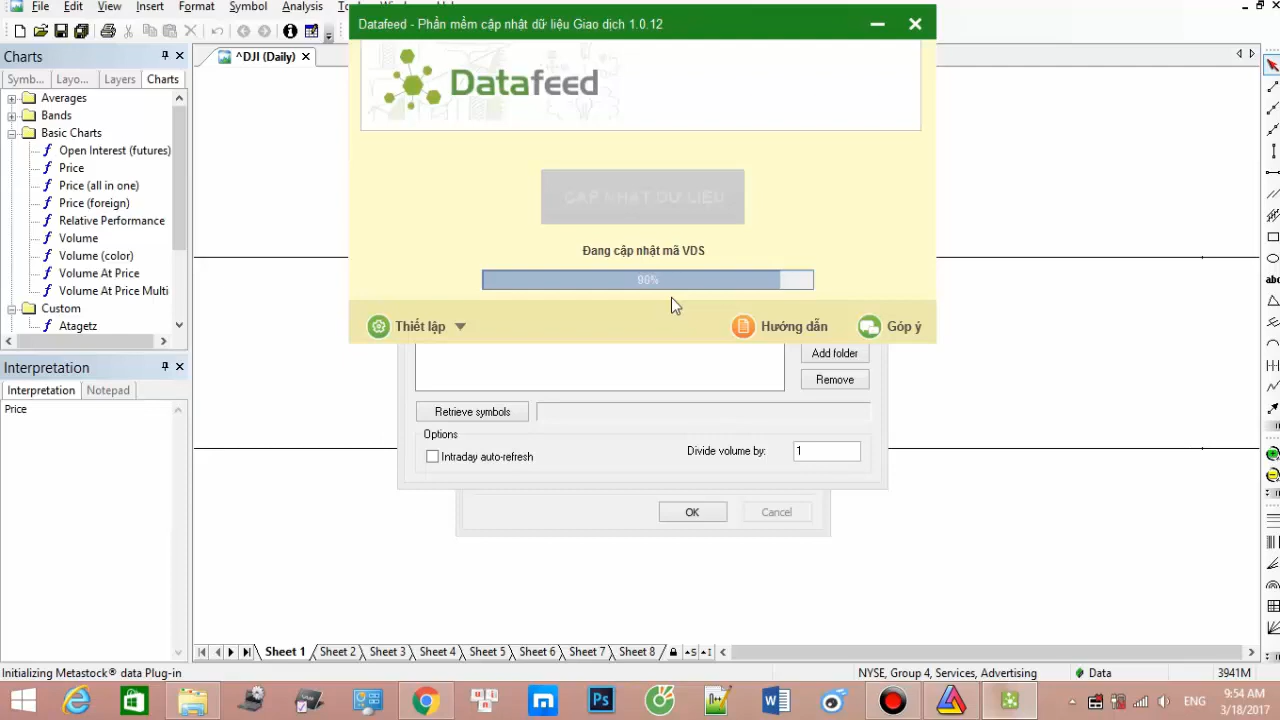 File Edit View Insert Format Symbol Analysis
Datafeed - Phần mềm cập nhật dữ liệu Giao dịch 1.0.12
Charts
^DJI (Daily)
Symb... Layo... Layers Charts
Datafeed
Averages
Bands
Basic Charts
Open Interest (futures)
Price
Price (all in one)
Price (foreign)
Relative Performance
Volume
Volume (color)
Volume At Price
Volume At Price Multi
Custom
Atagetz
CẬP NHẬT DỮ LIỆU
Đang cập nhật mã VDS
90%
Thiết lập
Hướng dẫn
Góp ý
Add folder
Remove
Retrieve symbols
Options
Intraday auto-refresh
Divide volume by:
1
OK
Cancel
abc
Interpretation
Interpretation Notepad
Price
Sheet 1 Sheet 2 Sheet 3 Sheet 4 Sheet 5 Sheet 6 Sheet 7 Sheet 8
Initializing Metastock® data Plug-in
NYSE, Group 4, Services, Advertising
Data
3941M
Ps
ENG
9:54 AM
3/18/2017